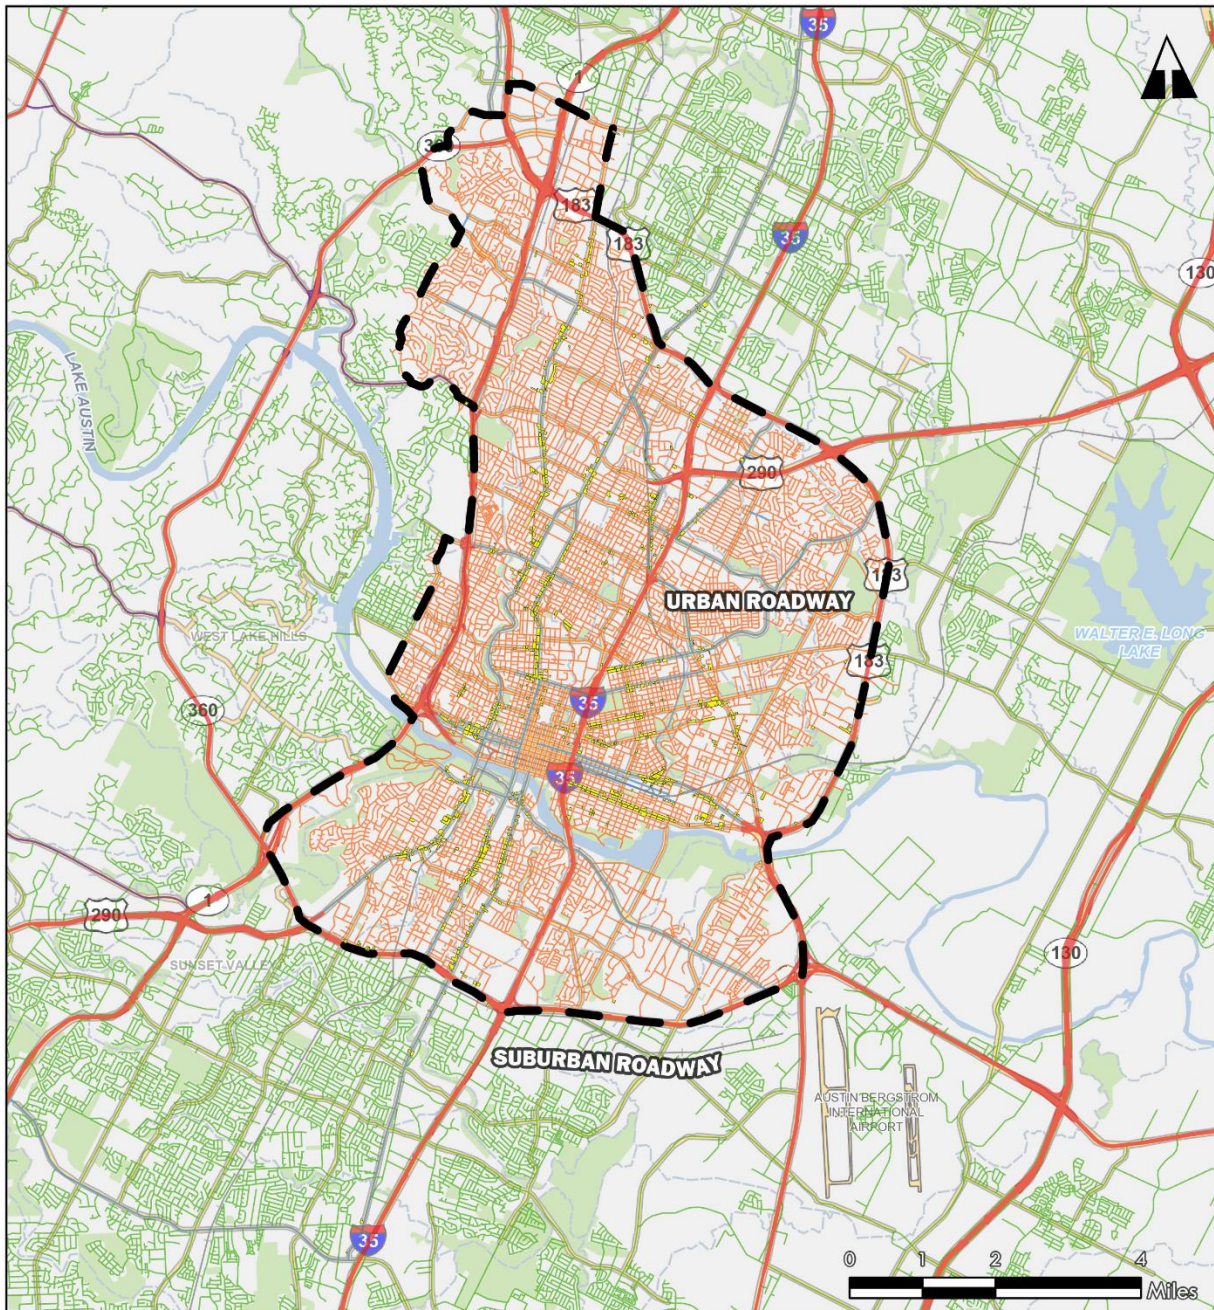 35
1
360
183
183
35
130
LAKE AUSTIN
290
183
URBAN ROADWAY
WEST LAKE HILLS
WALTER E. LONG
LAKE
183
35
360
35
1
290
SUNSET VALLEY
130
SUBURBAN ROADWAY
AUSTIN BERGSTROM
INTERNATIONAL
AIRPORT
35
0 1 2 4
Miles